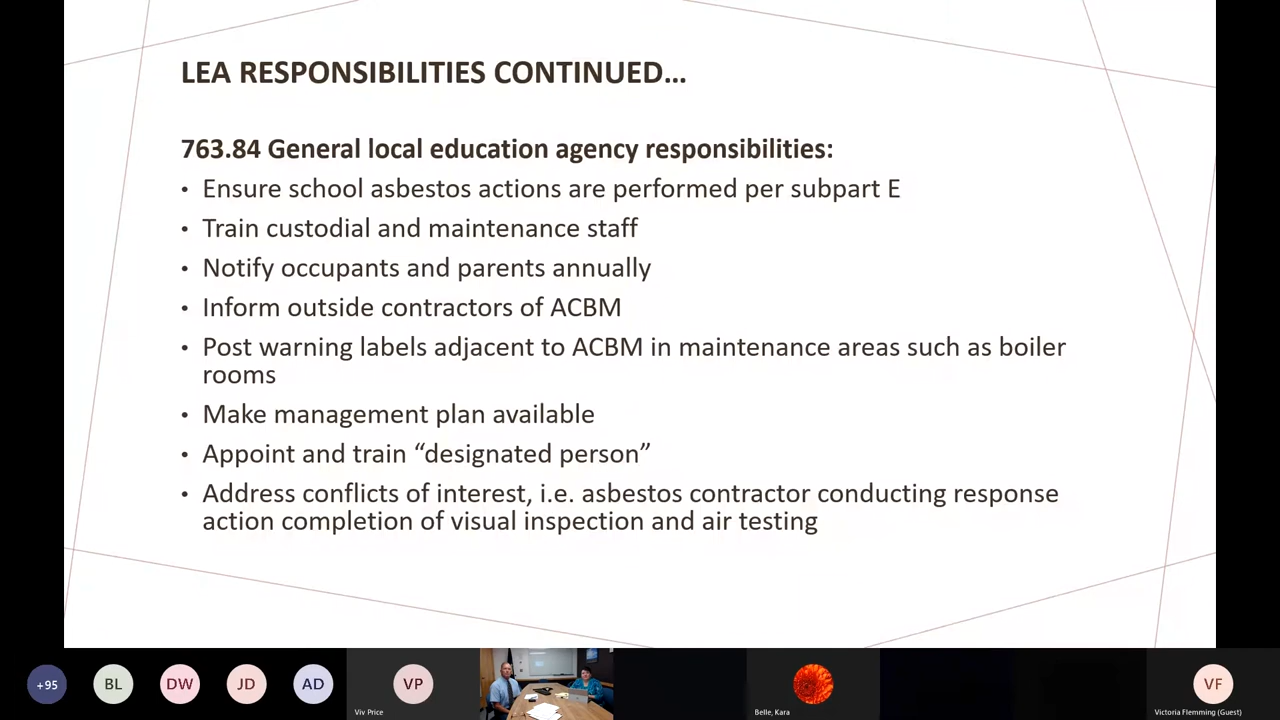 LEA RESPONSIBILITIES CONTINUED…
763.84 General local education agency responsibilities:
• Ensure school asbestos actions are performed per subpart E
• Train custodial and maintenance staff
• Notify occupants and parents annually
• Inform outside contractors of ACBM
• Post warning labels adjacent to ACBM in maintenance areas such as boiler
rooms
• Make management plan available
• Appoint and train “designated person”
• Address conflicts of interest, i.e. asbestos contractor conducting response
action completion of visual inspection and air testing
+95
BL
DW
JD
AD
VP
VF
Viv Price
Belle, Kara
Victoria Flemming (Guest)